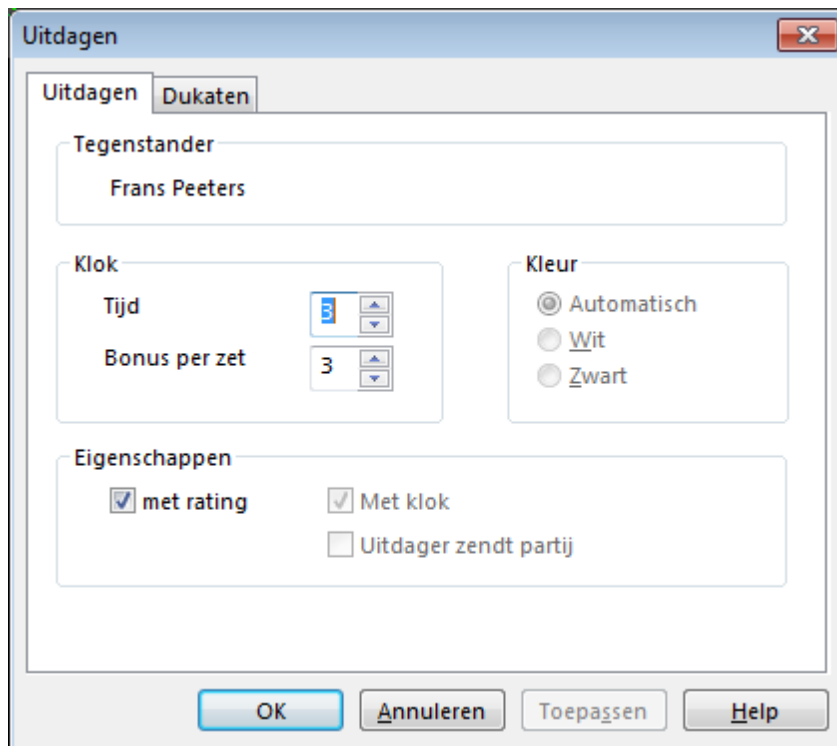 Uitdagen
Uitdagen Dukaten
Tegenstander
Frans Peeters
Klok
Tijd 3
Bonus per zet 3
Kleur
Automatisch
Wit
Zwart
Eigenschappen
met rating Met klok
Uitdager zendt partij
OK Annuleren Toepassen Help